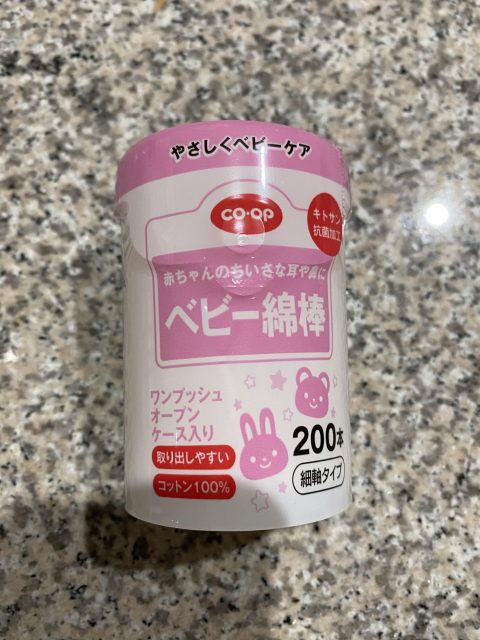 やさしくベビーケア
CO・OP
キトサン
抗菌加工
赤ちゃんのちいさな耳や鼻に
ベビー綿棒
ワンプッシュ
オープン
ケース入り
取り出しやすい
コットン100%
200本
細軸タイプ